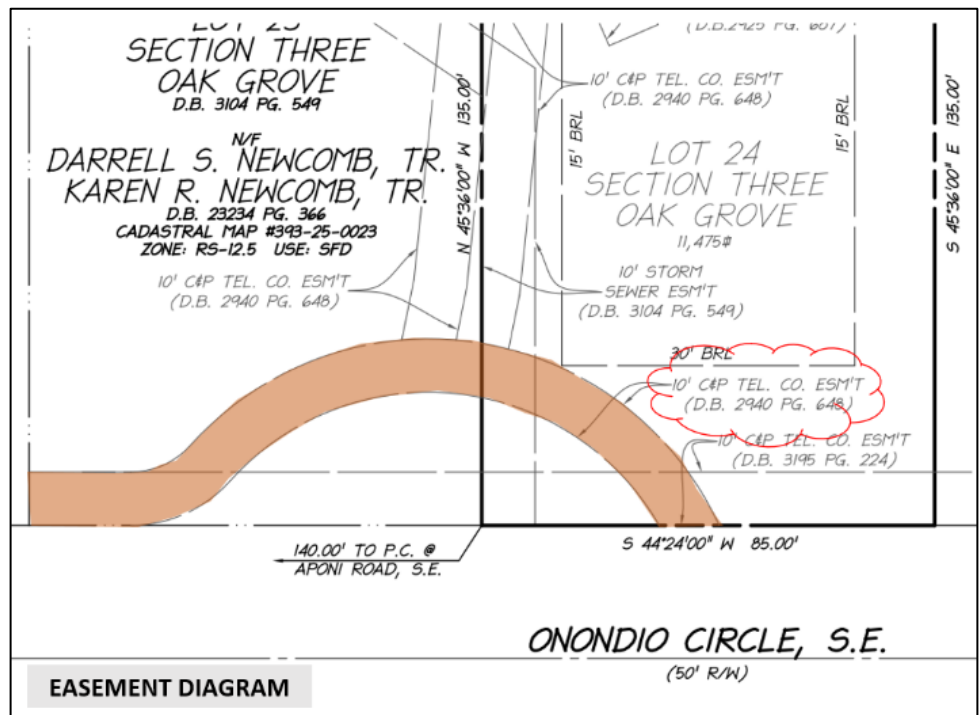 LOT 23
SECTION THREE
OAK GROVE
D.B. 3104 PG. 549
N/F
DARRELL S. NEWCOMB, TR.
KAREN R. NEWCOMB, TR.
D.B. 23234 PG. 366
CADASTRAL MAP #393-25-0023
ZONE: RS-12.5 USE: SFD
10' C&P TEL. CO. ESM'T
(D.B. 2940 PG. 648)
N 45°36'00" W 135.00'
(D.B.2925 PG. 607)
10' C&P TEL. CO. ESM'T
(D.B. 2940 PG. 648)
15' BRL
15' BRL
S 45°36'00" E 135.00'
LOT 24
SECTION THREE
OAK GROVE
11,475⌗
10' STORM
SEWER ESM'T
(D.B. 3104 PG. 549)
30' BRL
10' C&P TEL. CO. ESM'T
(D.B. 2940 PG. 648)
10' C&P TEL. CO. ESM'T
(D.B. 3195 PG. 224)
S 44°24'00" W 85.00'
140.00' TO P.C. @
APONI ROAD, S.E.
ONONDIO CIRCLE, S.E.
(50' R/W)
EASEMENT DIAGRAM